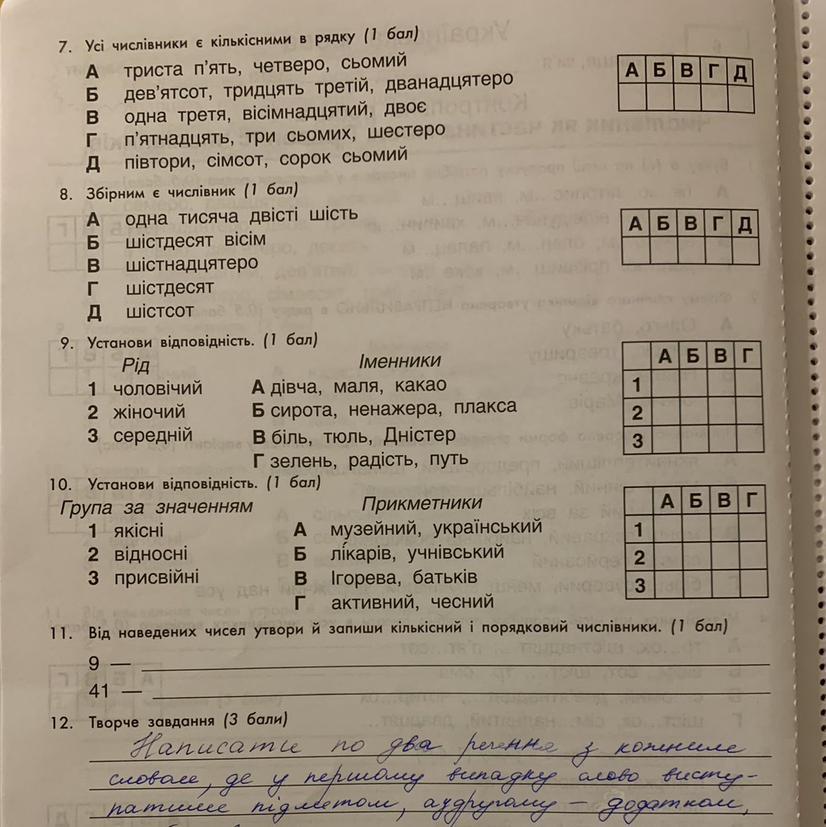 7. Усі числівники є кількісними в рядку (1 бал)
А триста п'ять, четверо, сьомий
Б дев'ятсот, тридцять третій, дванадцятеро
В одна третя, вісімнадцятий, двоє
Г п'ятнадцять, три сьомих, шестеро
Д півтори, сімсот, сорок сьомий
А Б В Г Д
8. Збірним є числівник (1 бал)
А одна тисяча двісті шість
Б шістдесят вісім
В шістнадцятеро
Г шістдесят
Д шістсот
А Б В Г Д
9. Установи відповідність. (1 бал)
Рід Іменники
1 чоловічий А дівча, маля, какао
2 жіночий Б сирота, ненажера, плакса
3 середній В біль, тюль, Дністер
Г зелень, радість, путь
А Б В Г
1
2
3
10. Установи відповідність. (1 бал)
Група за значенням Прикметники
1 якісні А музейний, український
2 відносні Б лікарів, учнівський
3 присвійні В Ігорева, батьків
Г активний, чесний
А Б В Г
1
2
3
11. Від наведених чисел утвори й запиши кількісний і порядковий числівники. (1 бал)
9 —
41 —
12. Творче завдання (3 бали)
Написати по два речення з кожним
словом, де у першому випадку слово висту-
патиме підметом, а у другому — додатком,